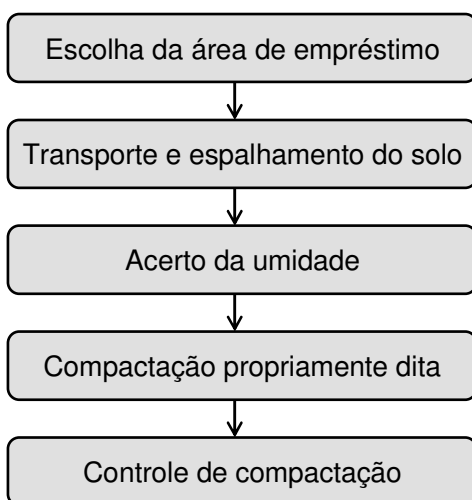 Escolha da área de empréstimo
Transporte e espalhamento do solo
Acerto da umidade
Compactação propriamente dita
Controle de compactação